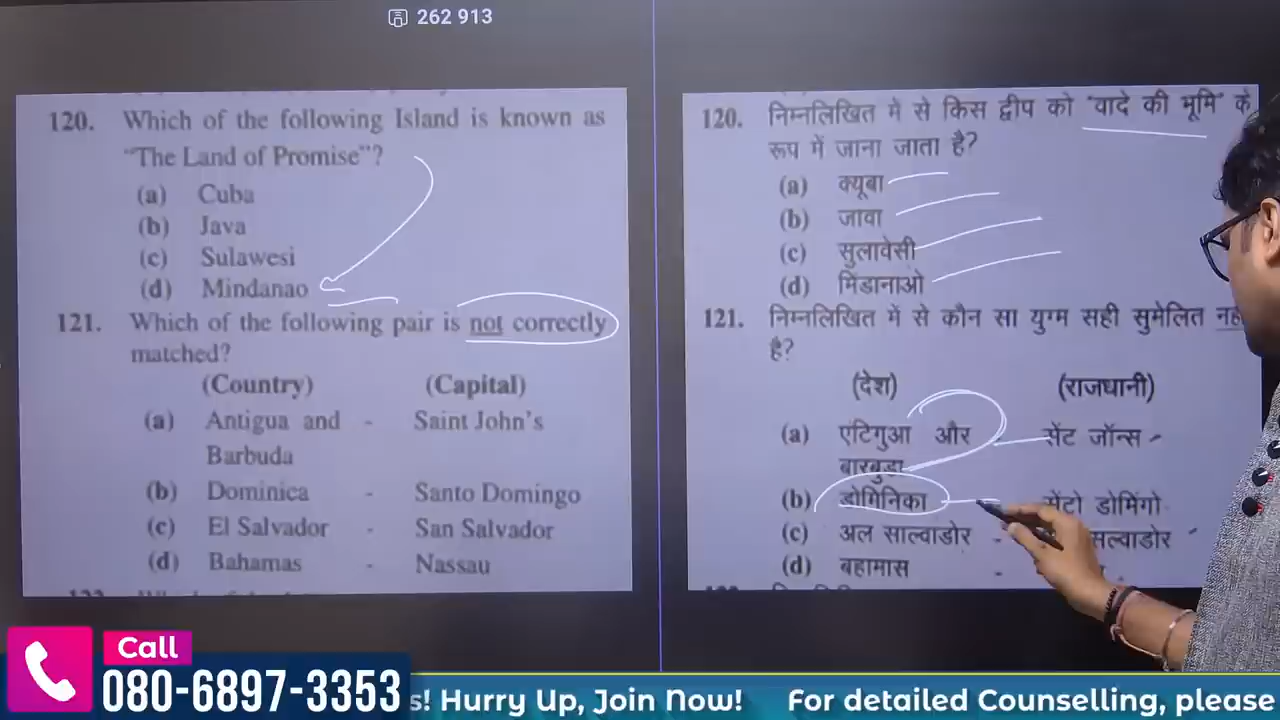 262 913
120. Which of the following Island is known as
"The Land of Promise"?
(a) Cuba
(b) Java
(c) Sulawesi
(d) Mindanao
121. Which of the following pair is not correctly
matched?
(Country) (Capital)
(a) Antigua and - Saint John's
Barbuda
(b) Dominica - Santo Domingo
(c) El Salvador - San Salvador
(d) Bahamas - Nassau
120. निम्नलिखित में से किस द्वीप को "वादे की भूमि" के
रूप में जाना जाता है?
(a) क्यूबा
(b) जावा
(c) सुलावेसी
(d) मिंडानाओ
121. निम्नलिखित में से कौन सा युग्म सही सुमेलित
है?
(देश) (राजधानी)
(a) एंटिगुआ और सेंट जॉन्स
बारबुडा
(b) डोमिनिका सेंटो डोमिंगो
(c) अल साल्वाडोर - सल्वाडोर
(d) बहामास -
Call
080-6897-3353
s! Hurry Up, Join Now! For detailed Counselling, please